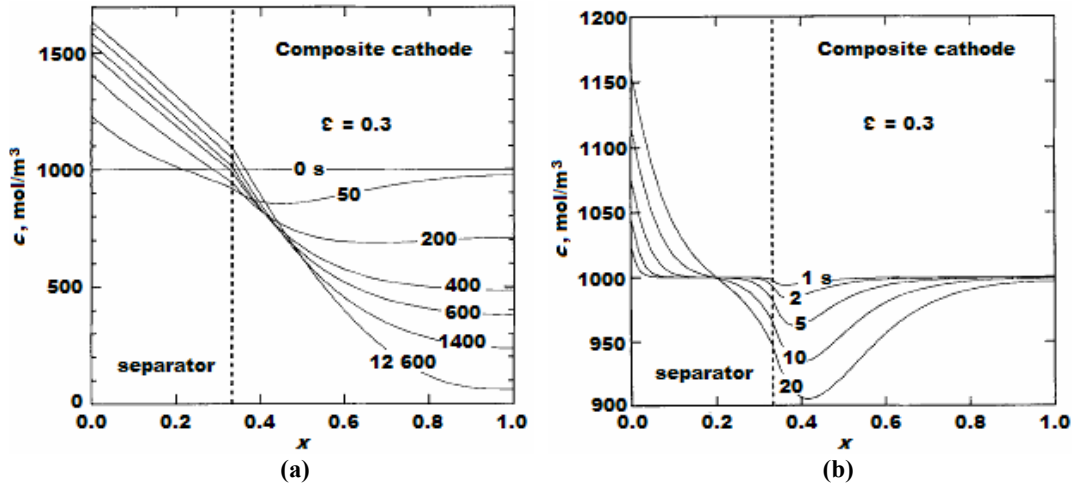 1500
1000
500
0
c, mol/m³
Composite cathode
ε = 0.3
0 s
50
200
400
600
1400
12 600
separator
0.0 0.2 0.4 0.6 0.8 1.0
x
(a)
1200
1150
1100
1050
1000
950
900
c, mol/m³
Composite cathode
ε = 0.3
1 s
2
5
10
20
separator
0.0 0.2 0.4 0.6 0.8 1.0
x
(b)